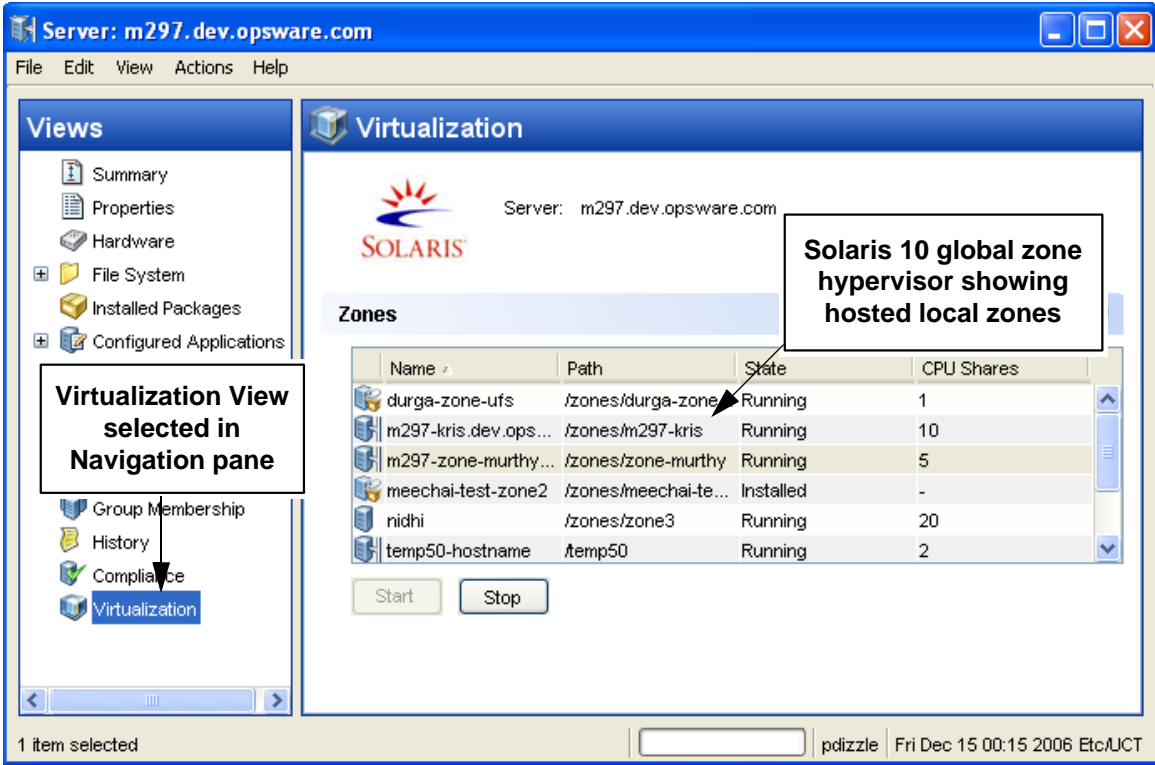 Server: m297.dev.opsware.com
File Edit View Actions Help
Views
Summary
Properties
Hardware
File System
Installed Packages
Configured Applications
Virtualization View
selected in
Navigation pane
Group Membership
History
Compliance
Virtualization
Virtualization
SOLARIS
Server: m297.dev.opsware.com
Solaris 10 global zone
hypervisor showing
hosted local zones
Zones
Name Path State CPU Shares
durga-zone-ufs /zones/durga-zone Running 1
m297-kris.dev.ops... /zones/m297-kris Running 10
m297-zone-murthy... /zones/zone-murthy Running 5
meechai-test-zone2 /zones/meechai-te... Installed -
nidhi /zones/zone3 Running 20
temp50-hostname /temp50 Running 2
Start Stop
1 item selected
pdizzle Fri Dec 15 00:15 2006 Etc/UCT